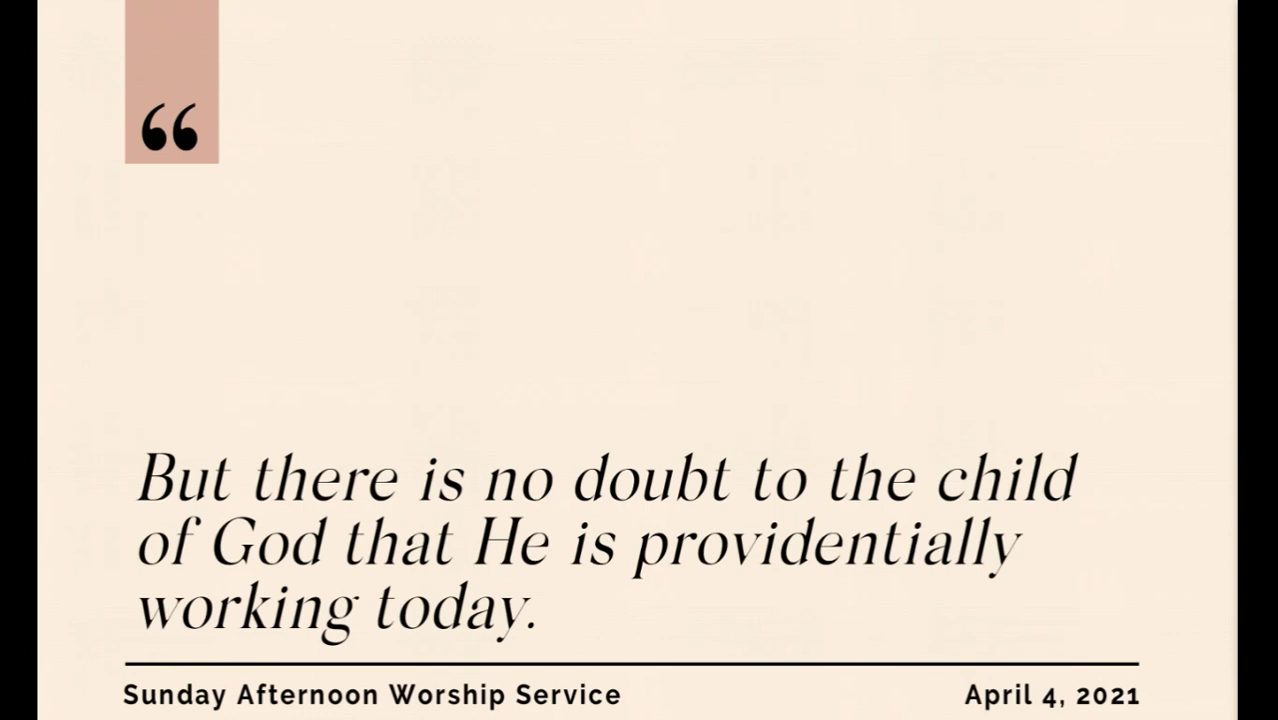 “
But there is no doubt to the child
of God that He is providentially
working today.
Sunday Afternoon Worship Service
April 4, 2021